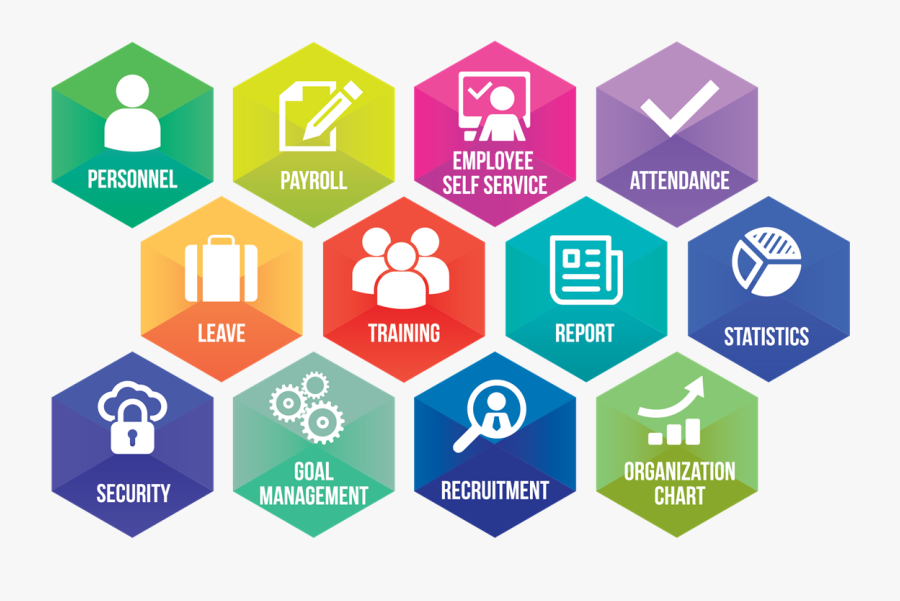 PERSONNEL
PAYROLL
EMPLOYEE
SELF SERVICE
ATTENDANCE
LEAVE
TRAINING
REPORT
STATISTICS
SECURITY
GOAL
MANAGEMENT
RECRUITMENT
ORGANIZATION
CHART